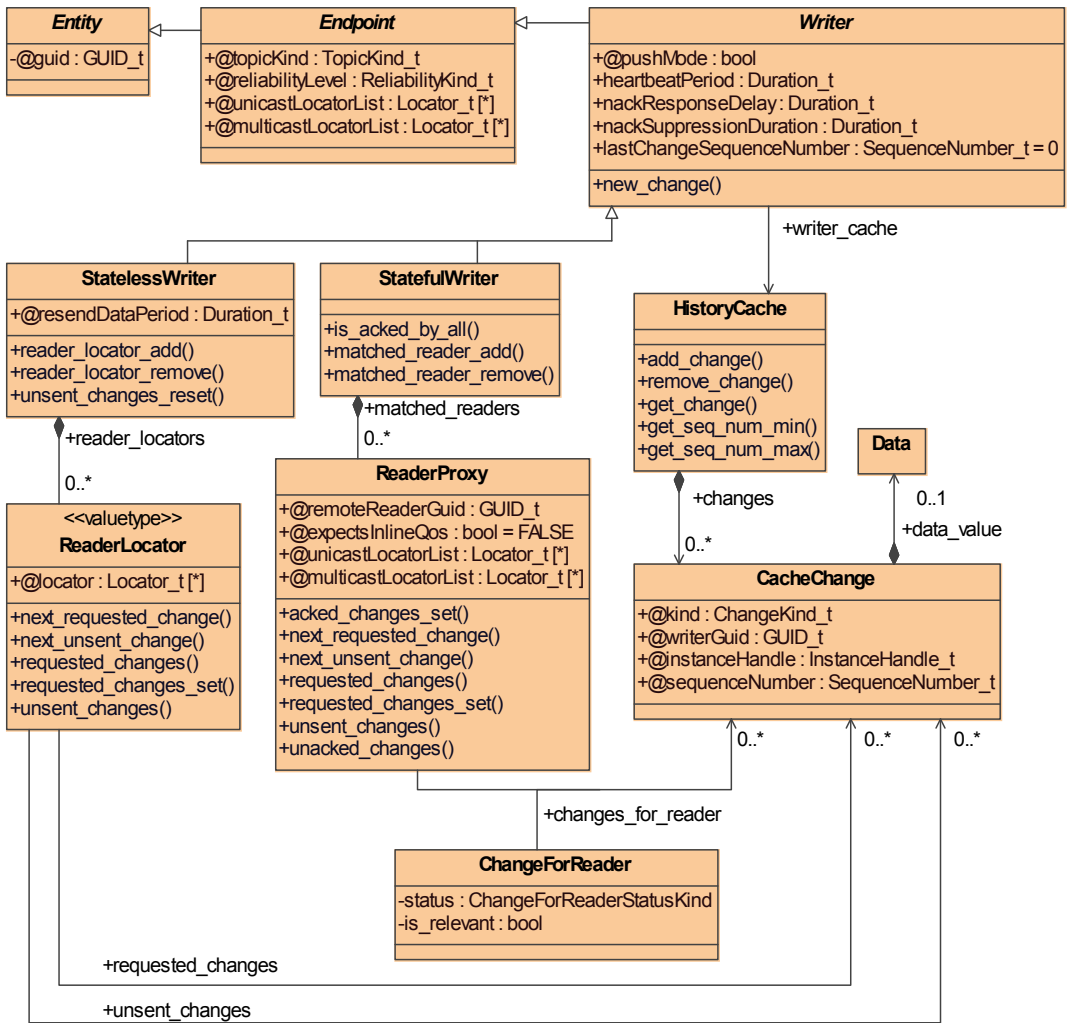 Entity
-@guid : GUID_t
Endpoint
+@topicKind : TopicKind_t
+@reliabilityLevel : ReliabilityKind_t
+@unicastLocatorList : Locator_t [*]
+@multicastLocatorList : Locator_t [*]
Writer
+@pushMode : bool
+heartbeatPeriod : Duration_t
+nackResponseDelay : Duration_t
+nackSuppressionDuration : Duration_t
+lastChangeSequenceNumber : SequenceNumber_t = 0
+new_change()
+writer_cache
StatelessWriter
+@resendDataPeriod : Duration_t
+reader_locator_add()
+reader_locator_remove()
+unsent_changes_reset()
StatefulWriter
+is_acked_by_all()
+matched_reader_add()
+matched_reader_remove()
HistoryCache
+add_change()
+remove_change()
+get_change()
+get_seq_num_min()
+get_seq_num_max()
+reader_locators
0..*
+matched_readers
0..*
Data
0..1
+data_value
+changes
0..*
<<valuetype>>
ReaderLocator
+@locator : Locator_t [*]
+next_requested_change()
+next_unsent_change()
+requested_changes()
+requested_changes_set()
+unsent_changes()
ReaderProxy
+@remoteReaderGuid : GUID_t
+@expectsInlineQos : bool = FALSE
+@unicastLocatorList : Locator_t [*]
+@multicastLocatorList : Locator_t [*]
+acked_changes_set()
+next_requested_change()
+next_unsent_change()
+requested_changes()
+requested_changes_set()
+unsent_changes()
+unacked_changes()
CacheChange
+@kind : ChangeKind_t
+@writerGuid : GUID_t
+@instanceHandle : InstanceHandle_t
+@sequenceNumber : SequenceNumber_t
0..*
0..*
0..*
+changes_for_reader
ChangeForReader
-status : ChangeForReaderStatusKind
-is_relevant : bool
+requested_changes
+unsent_changes